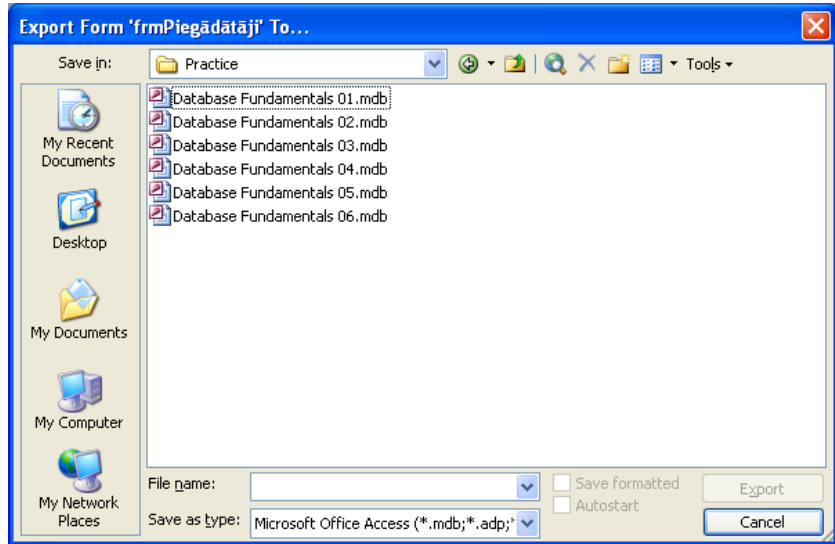 Export Form 'frmPiegādātāji' To...
Save in:
Practice
Tools
My Recent
Documents
Desktop
My Documents
My Computer
My Network
Places
Database Fundamentals 01.mdb
Database Fundamentals 02.mdb
Database Fundamentals 03.mdb
Database Fundamentals 04.mdb
Database Fundamentals 05.mdb
Database Fundamentals 06.mdb
File name:
Save formatted
Export
Autostart
Save as type:
Microsoft Office Access (*.mdb;*.adp;*
Cancel